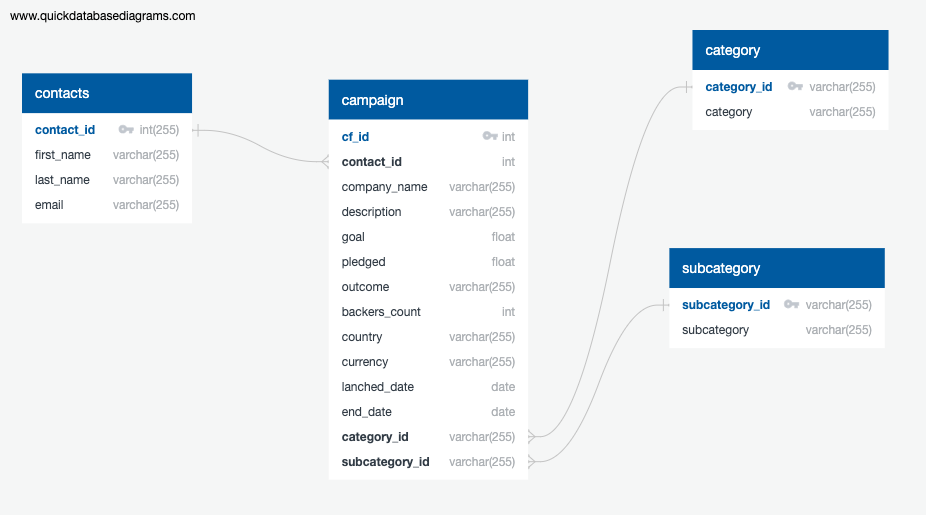 www.quickdatabasediagrams.com
contacts
contact_id int(255)
first_name varchar(255)
last_name varchar(255)
email varchar(255)
campaign
cf_id int
contact_id int
company_name varchar(255)
description varchar(255)
goal float
pledged float
outcome varchar(255)
backers_count int
country varchar(255)
currency varchar(255)
lanched_date date
end_date date
category_id varchar(255)
subcategory_id varchar(255)
category
category_id varchar(255)
category varchar(255)
subcategory
subcategory_id varchar(255)
subcategory varchar(255)